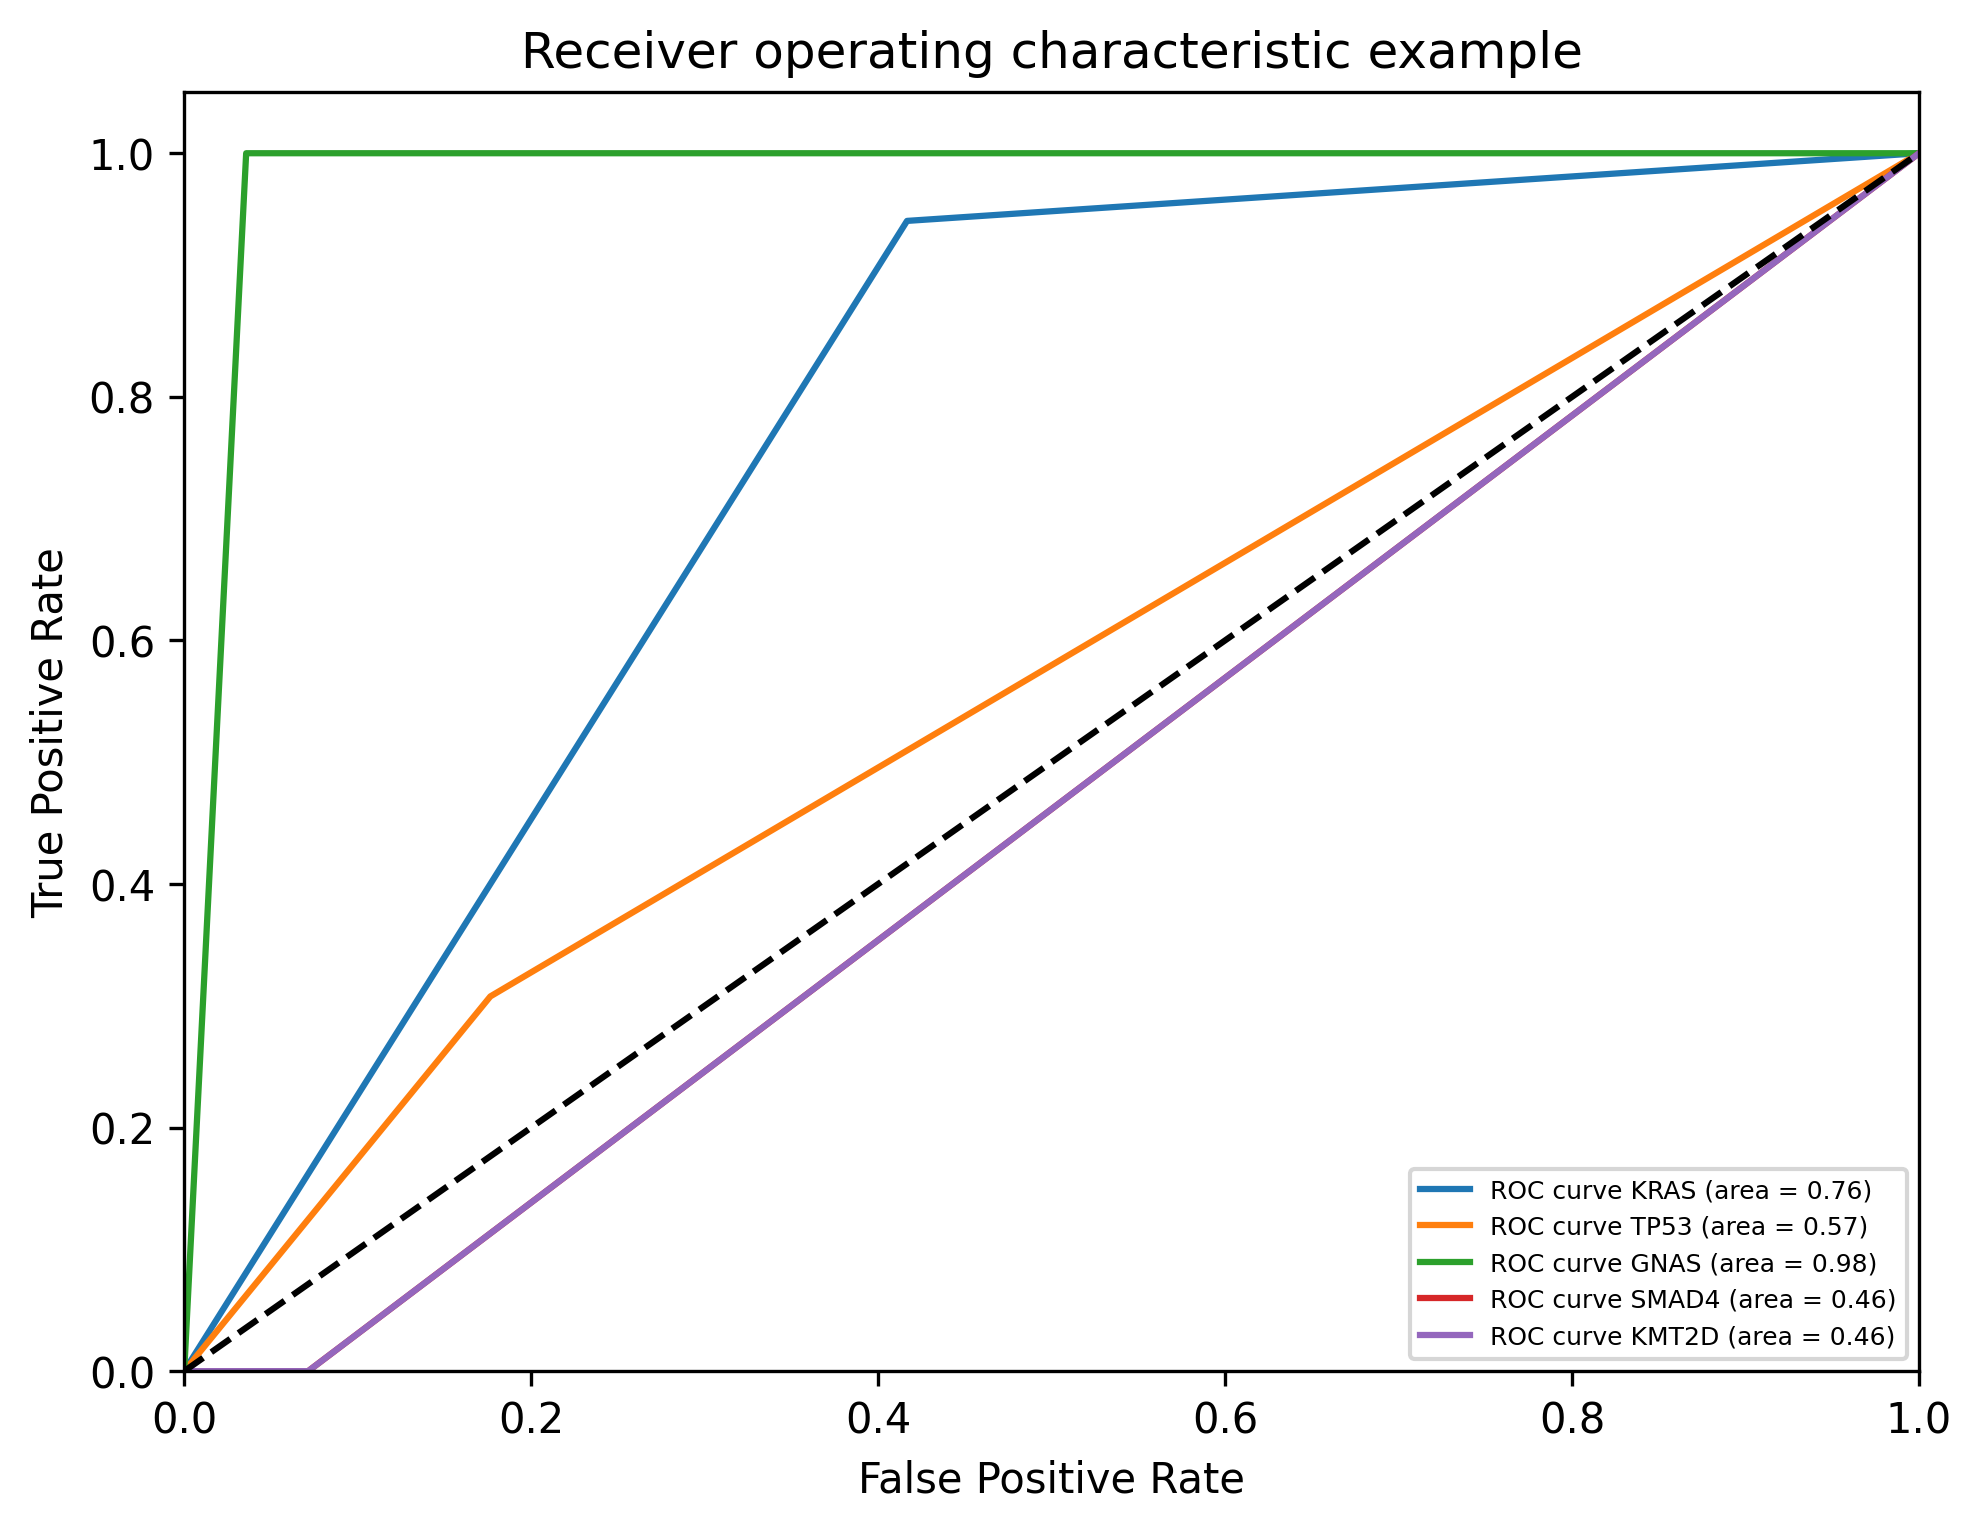 Receiver operating characteristic example
True Positive Rate
1.0
0.8
0.6
0.4
0.2
0.0
0.0 0.2 0.4 0.6 0.8 1.0
False Positive Rate
ROC curve KRAS (area = 0.76)
ROC curve TP53 (area = 0.57)
ROC curve GNAS (area = 0.98)
ROC curve SMAD4 (area = 0.46)
ROC curve KMT2D (area = 0.46)